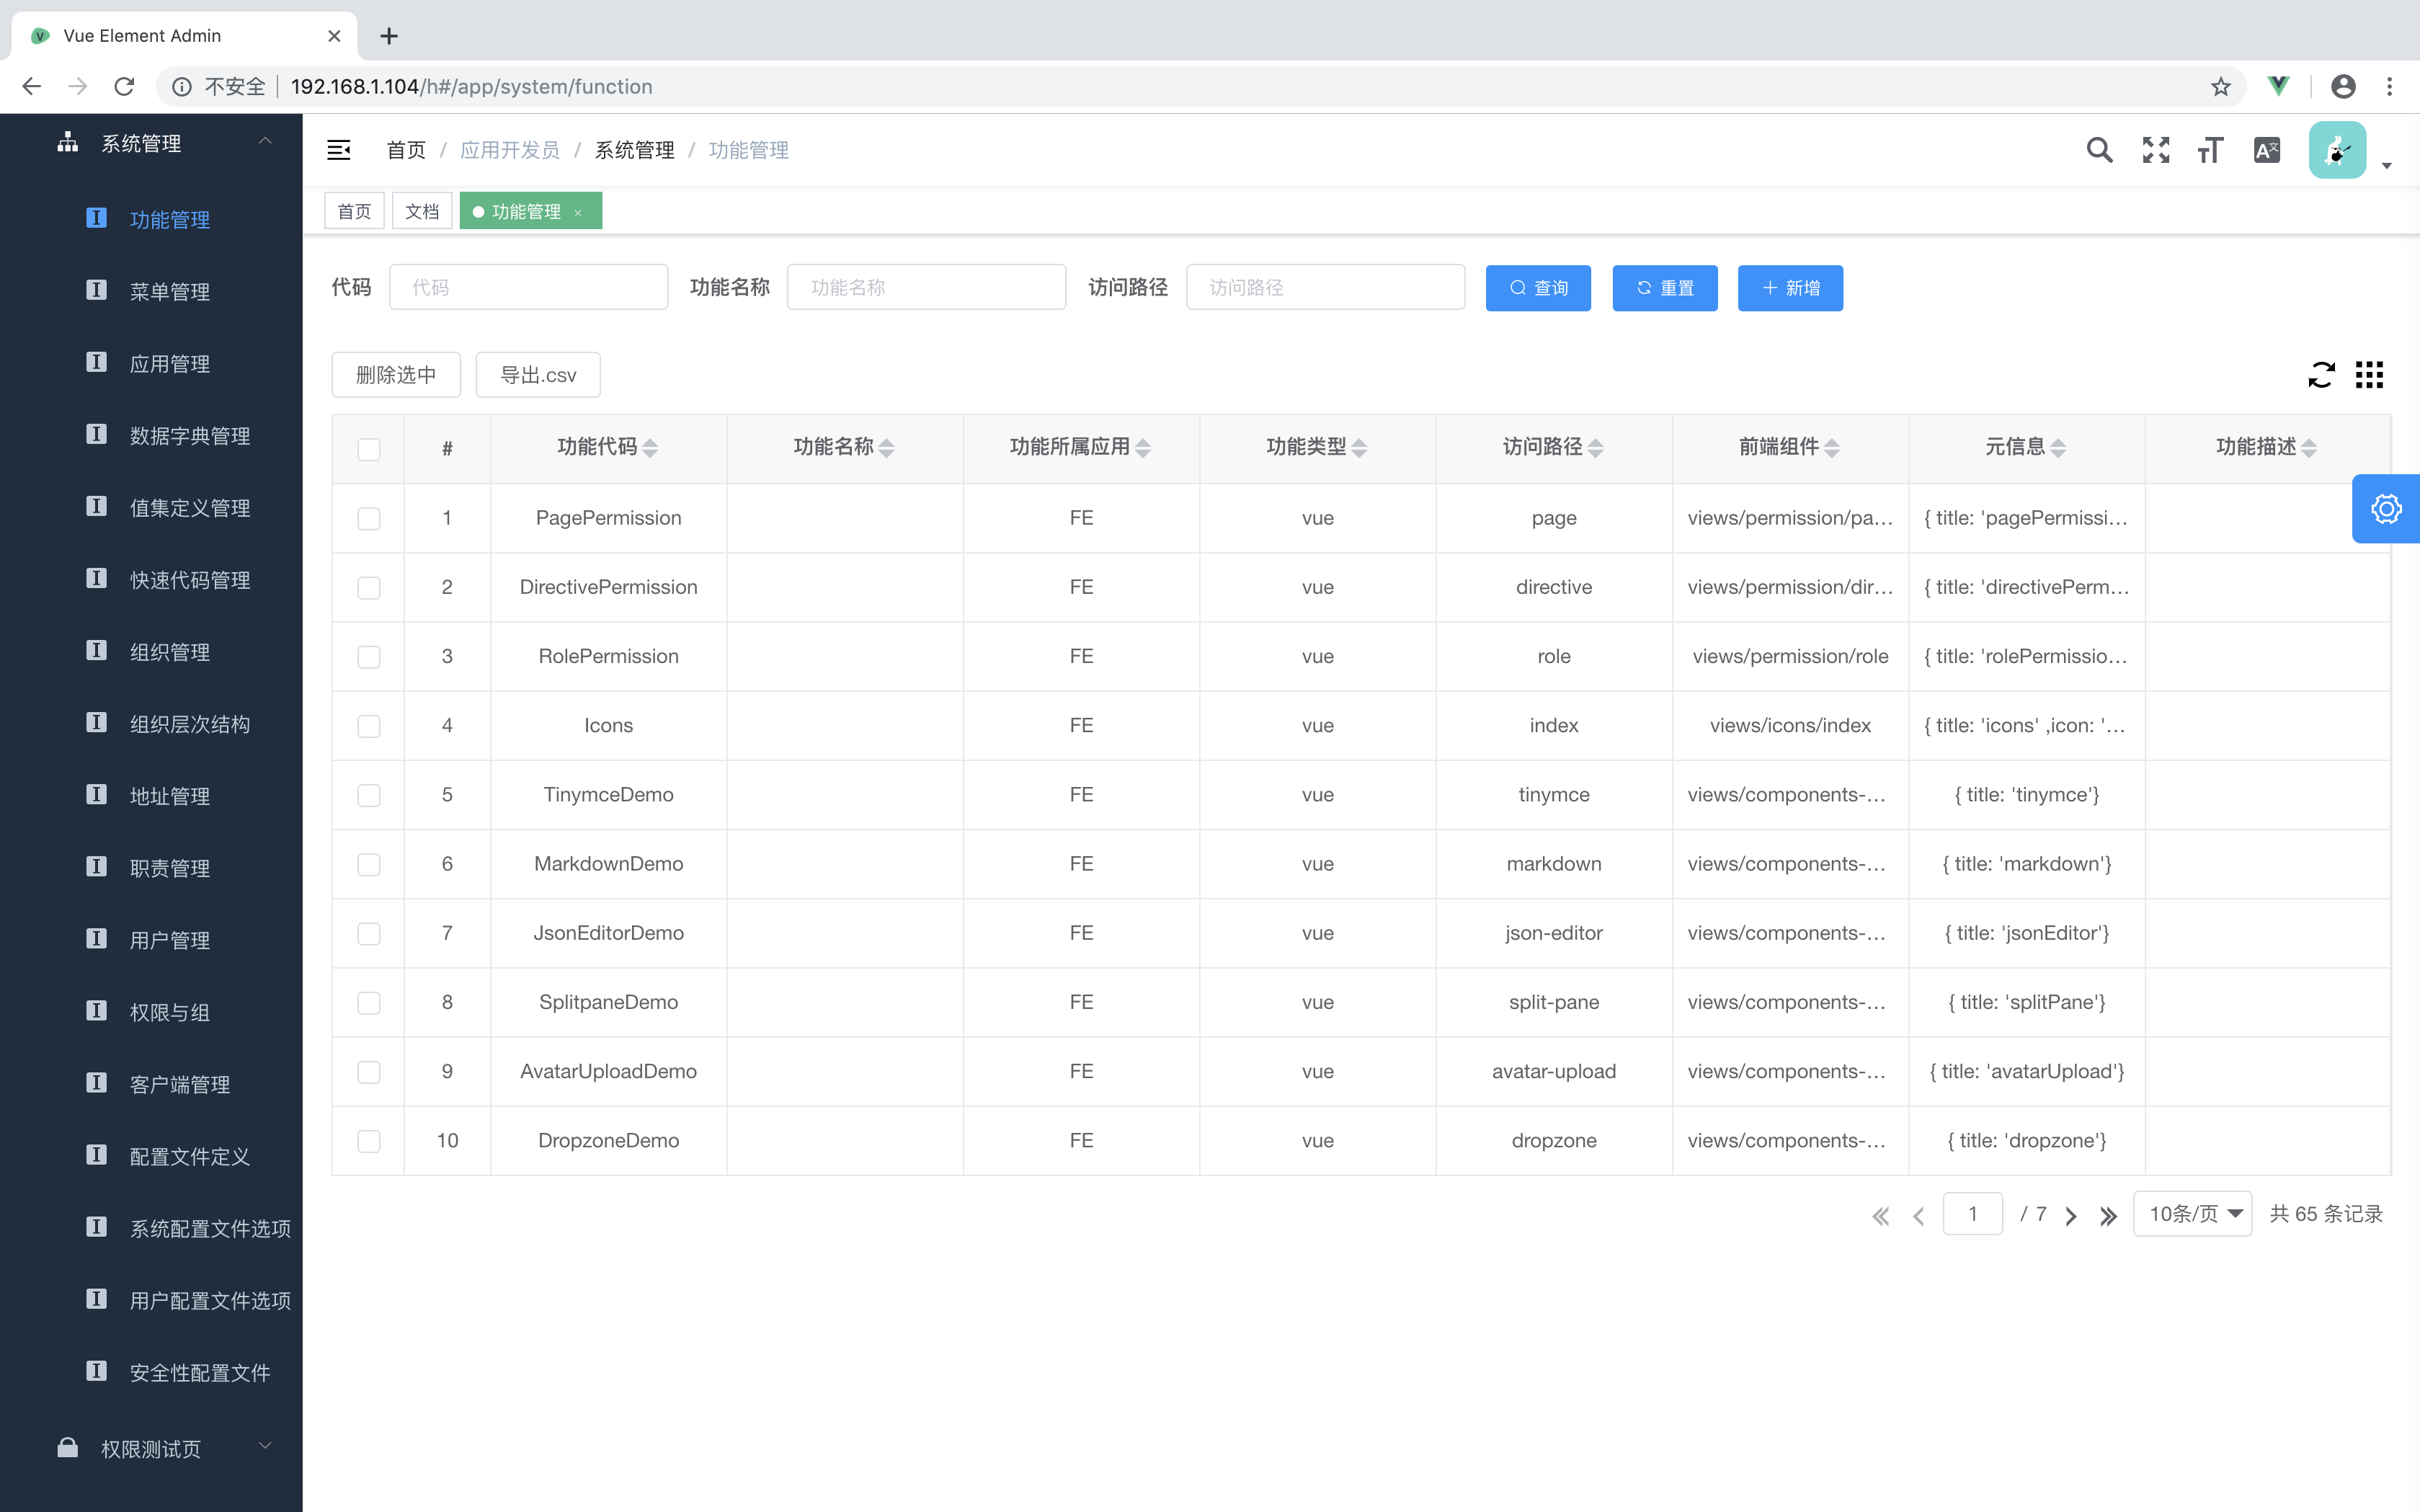 Vue Element Admin
不安全 192.168.1.104/h#/app/system/function
系统管理
功能管理
菜单管理
应用管理
数据字典管理
值集定义管理
快速代码管理
组织管理
组织层次结构
地址管理
职责管理
用户管理
权限与组
客户端管理
配置文件定义
系统配置文件选项
用户配置文件选项
安全性配置文件
权限测试页
首页 / 应用开发员 / 系统管理 / 功能管理
首页 文档 功能管理 ×
代码 代码 功能名称 功能名称 访问路径 访问路径 查询 重置 新增
删除选中 导出.csv
# 功能代码 功能名称 功能所属应用 功能类型 访问路径 前端组件 元信息 功能描述
1 PagePermission FE vue page views/permission/pa... { title: 'pagePermissi...
2 DirectivePermission FE vue directive views/permission/dir... { title: 'directivePerm...
3 RolePermission FE vue role views/permission/role { title: 'rolePermissio...
4 Icons FE vue index views/icons/index { title: 'icons' ,icon: '...
5 TinymceDemo FE vue tinymce views/components-... { title: 'tinymce'}
6 MarkdownDemo FE vue markdown views/components-... { title: 'markdown'}
7 JsonEditorDemo FE vue json-editor views/components-... { title: 'jsonEditor'}
8 SplitpaneDemo FE vue split-pane views/components-... { title: 'splitPane'}
9 AvatarUploadDemo FE vue avatar-upload views/components-... { title: 'avatarUpload'}
10 DropzoneDemo FE vue dropzone views/components-... { title: 'dropzone'}
1 / 7 10条/页 共 65 条记录